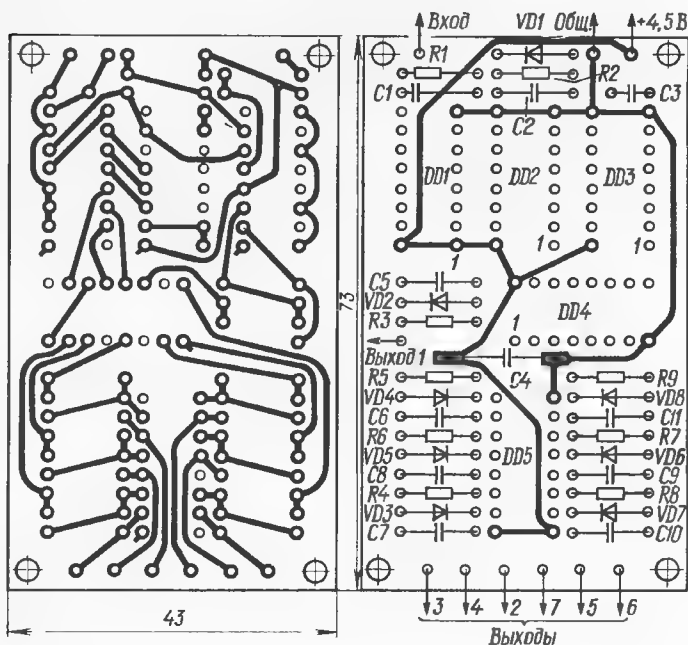 Вход VD1 Общ. +4,5 В
R1
R2
C1 C2 C3
DD1 DD2 DD3
1 1
C5
VD2
R3
DD4
1
Выход 1
C4
R5 R9
VD4 VD8
C6 C11
R6 R7
VD5 DD5 VD6
C8 C9
R4 R8
VD3 VD7
C7 C10
3 4 2 7 5 6
Выходы
73
43